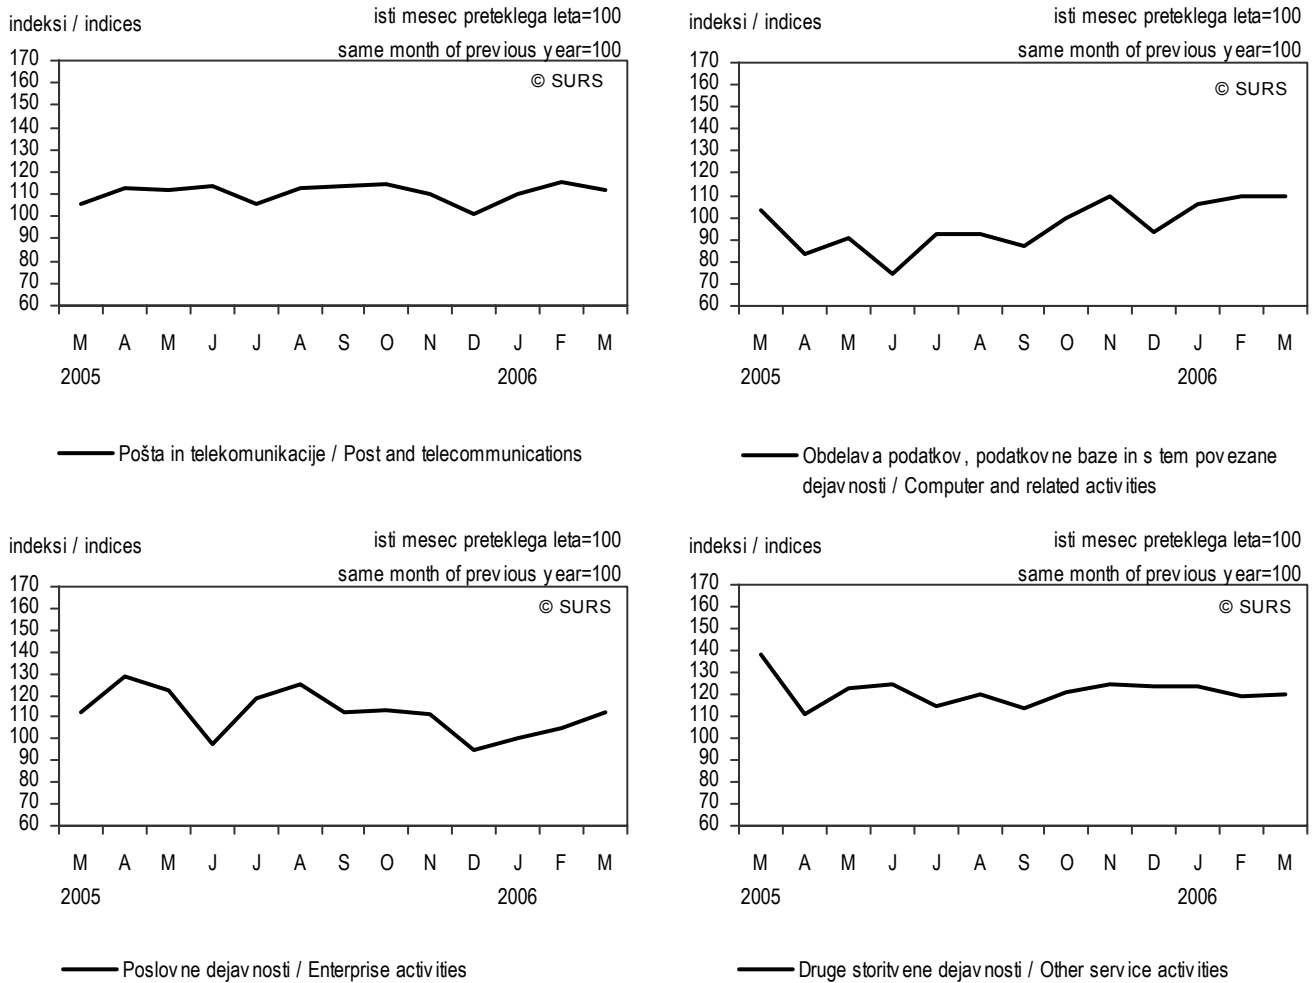 indeksi / indices
isti mesec preteklega leta=100
same month of previous year=100
170
160
150
140
130
120
110
100
90
80
70
60
© SURS
M A M J J A S O N D J F M
2005 2006
Pošta in telekomunikacije / Post and telecommunications
indeksi / indices
isti mesec preteklega leta=100
same month of previous year=100
170
160
150
140
130
120
110
100
90
80
70
60
© SURS
M A M J J A S O N D J F M
2005 2006
Obdelava podatkov, podatkovne baze in s tem povezane
dejavnosti / Computer and related activities
indeksi / indices
isti mesec preteklega leta=100
same month of previous year=100
170
160
150
140
130
120
110
100
90
80
70
60
© SURS
M A M J J A S O N D J F M
2005 2006
Poslovne dejavnosti / Enterprise activities
indeksi / indices
isti mesec preteklega leta=100
same month of previous year=100
170
160
150
140
130
120
110
100
90
80
70
60
© SURS
M A M J J A S O N D J F M
2005 2006
Druge storitvene dejavnosti / Other service activities